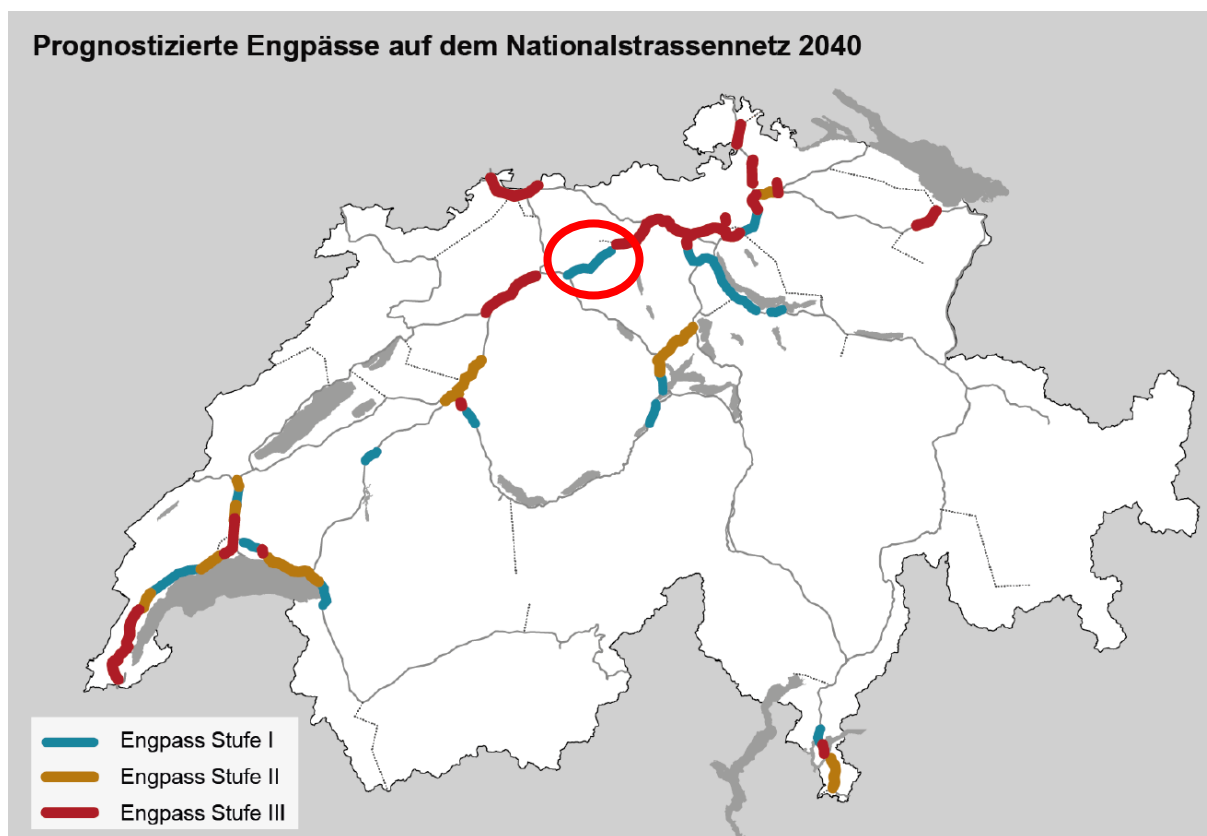 Prognostizierte Engpässe auf dem Nationalstrassennetz 2040
Engpass Stufe I
Engpass Stufe II
Engpass Stufe III